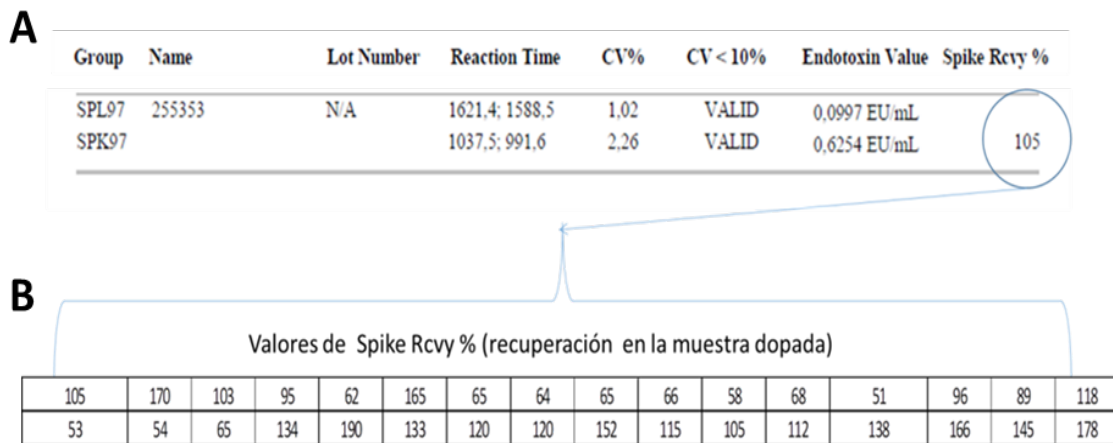 A
Group Name Lot Number Reaction Time CV% CV < 10% Endotoxin Value Spike Rcvy %
SPL97 255353 N/A 1621,4; 1588,5 1,02 VALID 0,0997 EU/mL
SPK97 1037,5; 991,6 2,26 VALID 0,6254 EU/mL 105
B
Valores de Spike Rcvy % (recuperación en la muestra dopada)
105 170 103 95 62 165 65 64 65 66 58 68 51 96 89 118
53 54 65 134 190 133 120 120 152 115 105 112 138 166 145 178